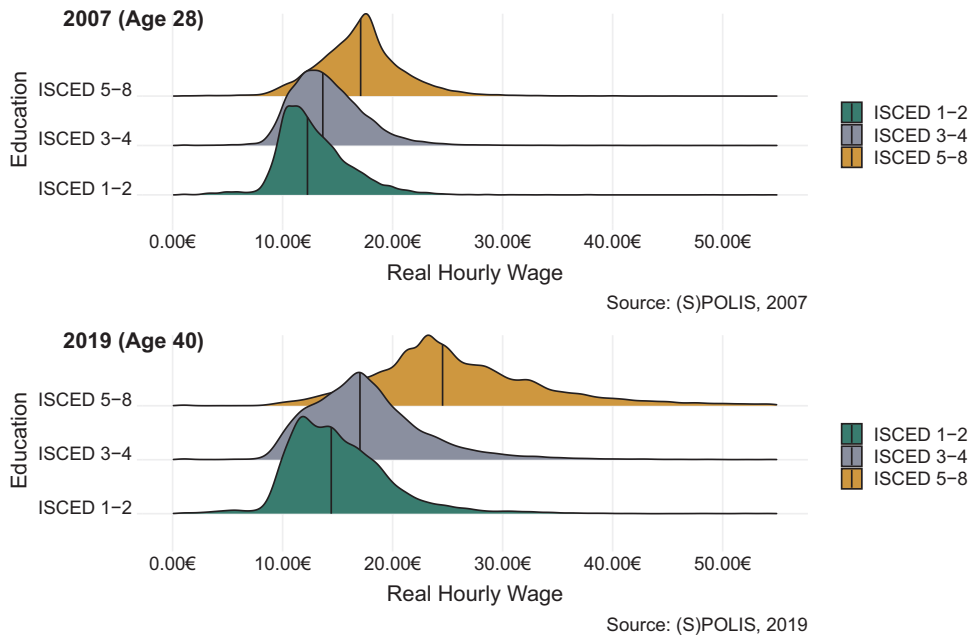 2007 (Age 28)
Education
ISCED 5−8
ISCED 3−4
ISCED 1−2
0.00€ 10.00€ 20.00€ 30.00€ 40.00€ 50.00€
Real Hourly Wage
Source: (S)POLIS, 2007
ISCED 1−2
ISCED 3−4
ISCED 5−8
2019 (Age 40)
Education
ISCED 5−8
ISCED 3−4
ISCED 1−2
0.00€ 10.00€ 20.00€ 30.00€ 40.00€ 50.00€
Real Hourly Wage
Source: (S)POLIS, 2019
ISCED 1−2
ISCED 3−4
ISCED 5−8